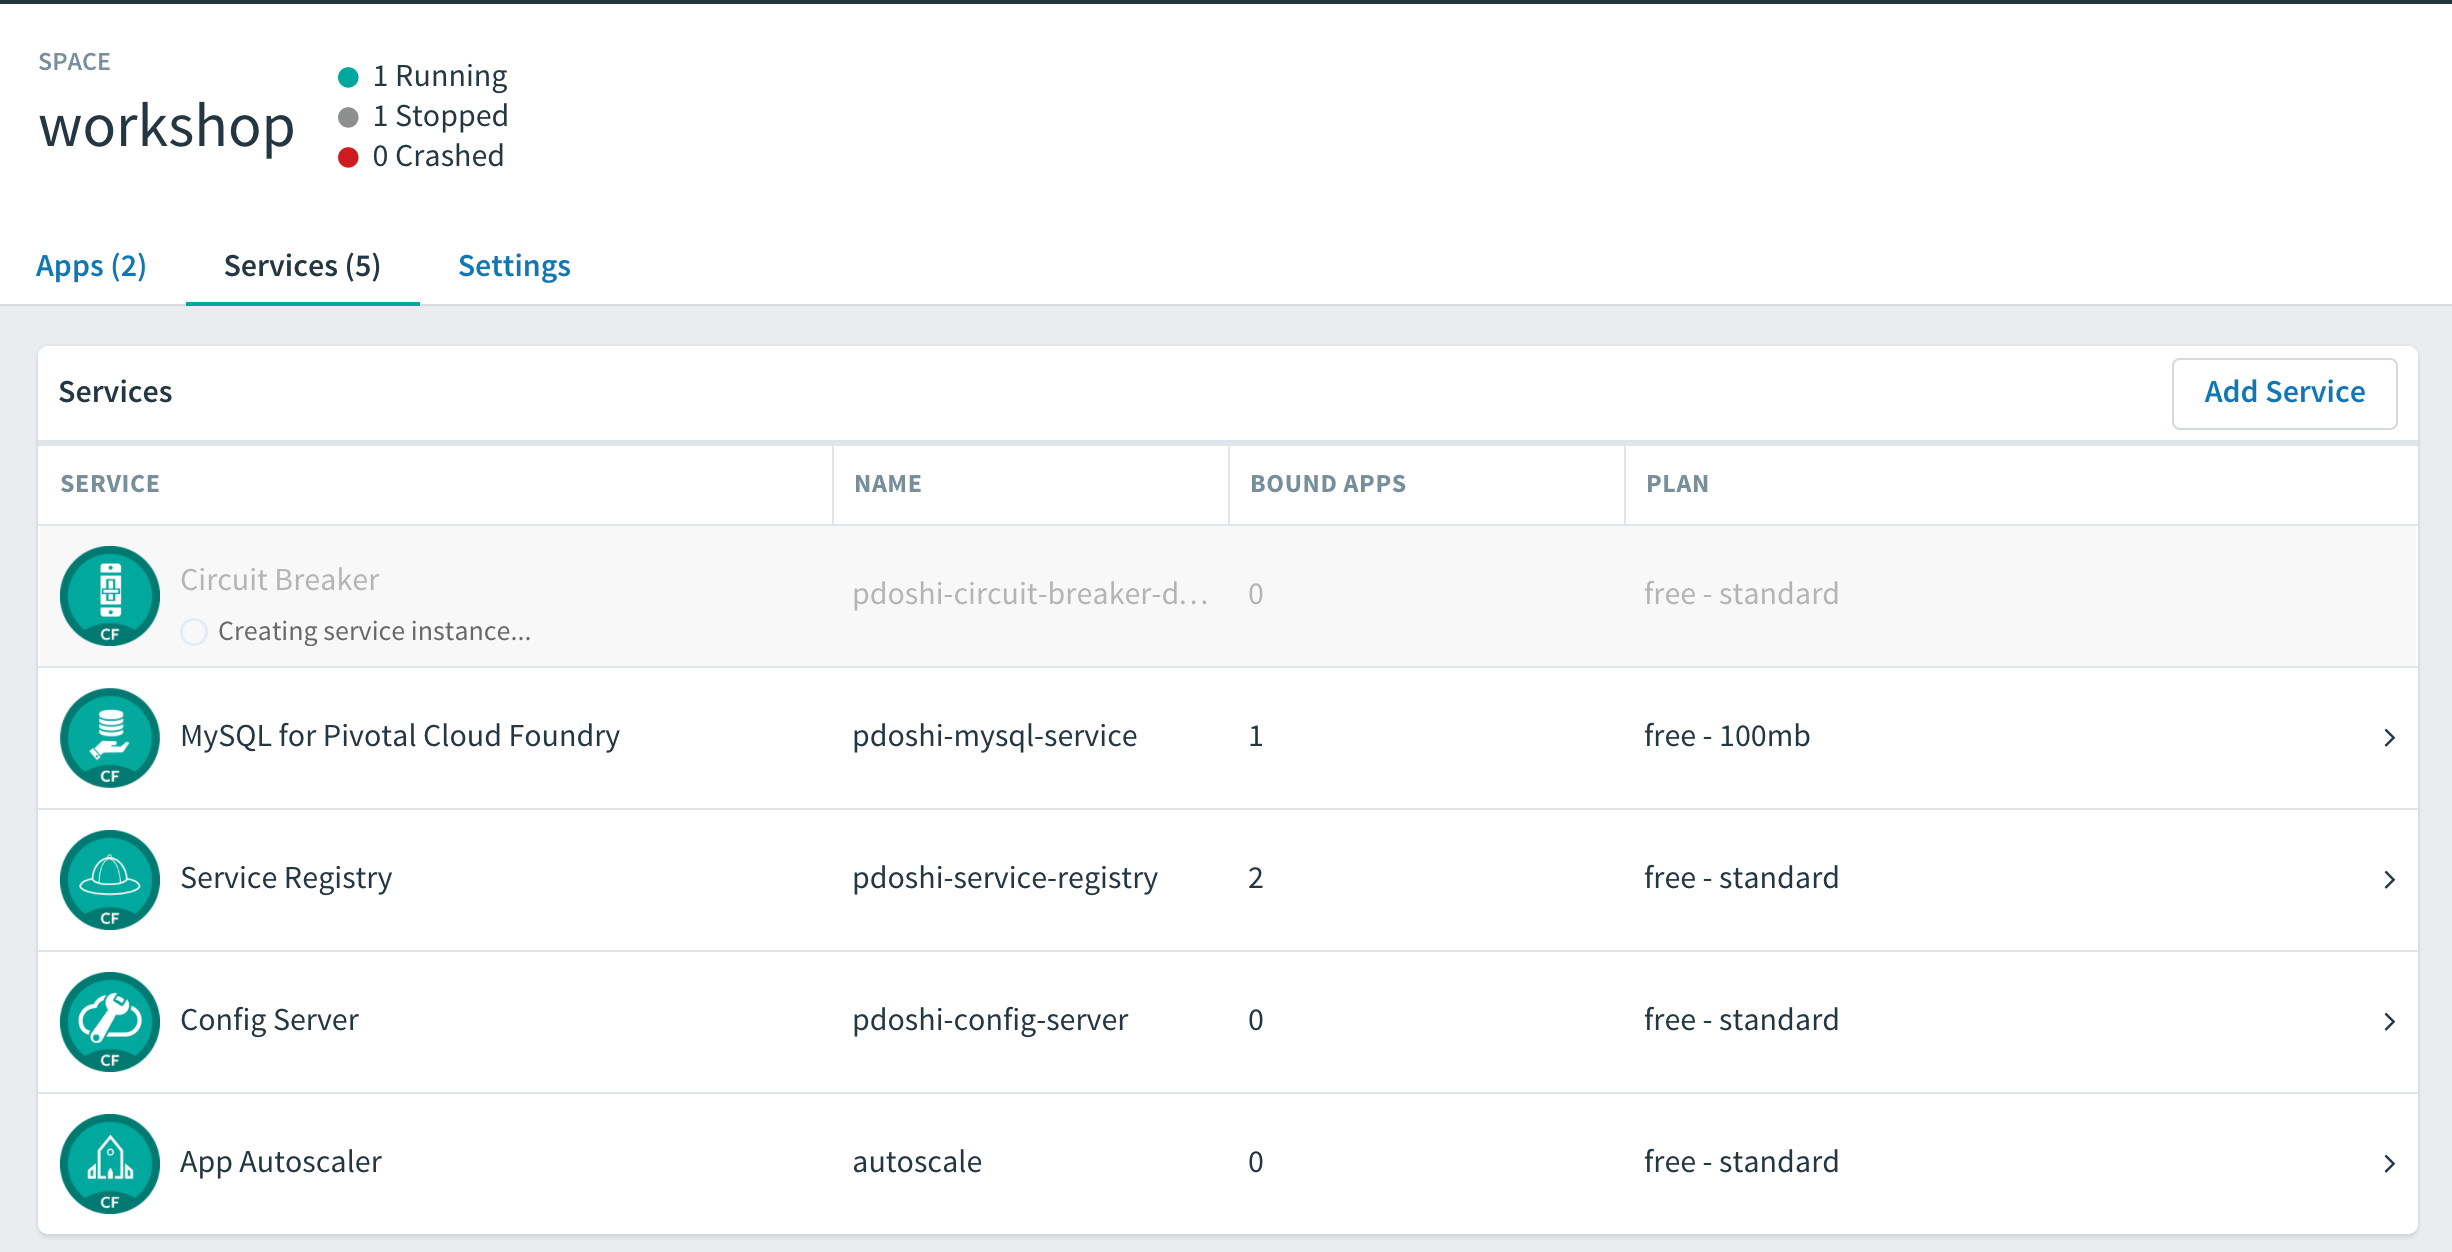 SPACE
workshop
1 Running
1 Stopped
0 Crashed
Apps (2) Services (5) Settings
Services Add Service
SERVICE NAME BOUND APPS PLAN
CF Circuit Breaker pdoshi-circuit-breaker-d... 0 free - standard
Creating service instance...
CF MySQL for Pivotal Cloud Foundry pdoshi-mysql-service 1 free - 100mb
CF Service Registry pdoshi-service-registry 2 free - standard
CF Config Server pdoshi-config-server 0 free - standard
CF App Autoscaler autoscale 0 free - standard